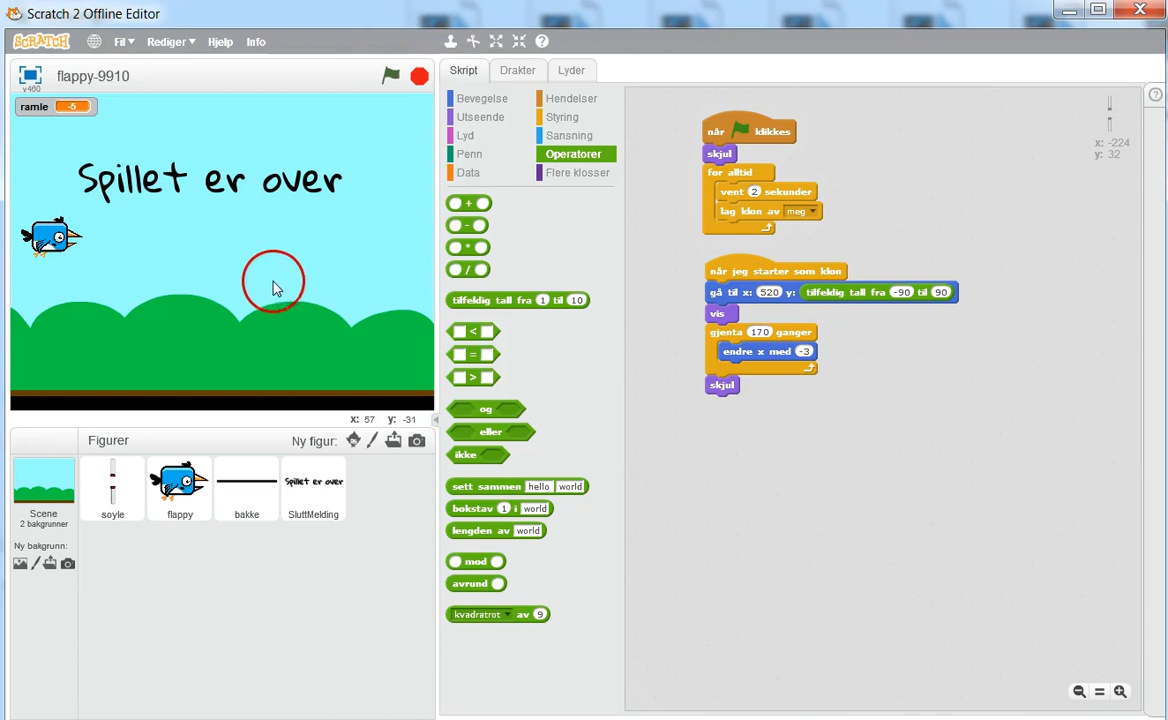 Scratch 2 Offline Editor
SCRATCH Fil Rediger Hjelp Info
v460 flappy-9910
ramle -5
Spillet er over
x: 57 y: -31
Figurer Ny figur:
Scene
2 bakgrunner
Ny bakgrunn:
soyle flappy bakke Spillet er over SluttMelding
Skript Drakter Lyder
Bevegelse Hendelser
Utseende Styring
Lyd Sansning
Penn Operatorer
Data Flere klosser
+
-
*
/
tilfeldig tall fra 1 til 10
<
=
>
og
eller
ikke
sett sammen hello world
bokstav 1 i world
lengden av world
mod
avrund
kvadratrot av 9
når klikkes
skjul
for alltid
vent 2 sekunder
lag klon av meg
når jeg starter som klon
gå til x: 520 y: tilfeldig tall fra -90 til 90
vis
gjenta 170 ganger
endre x med -3
skjul
x: -224
y: 32